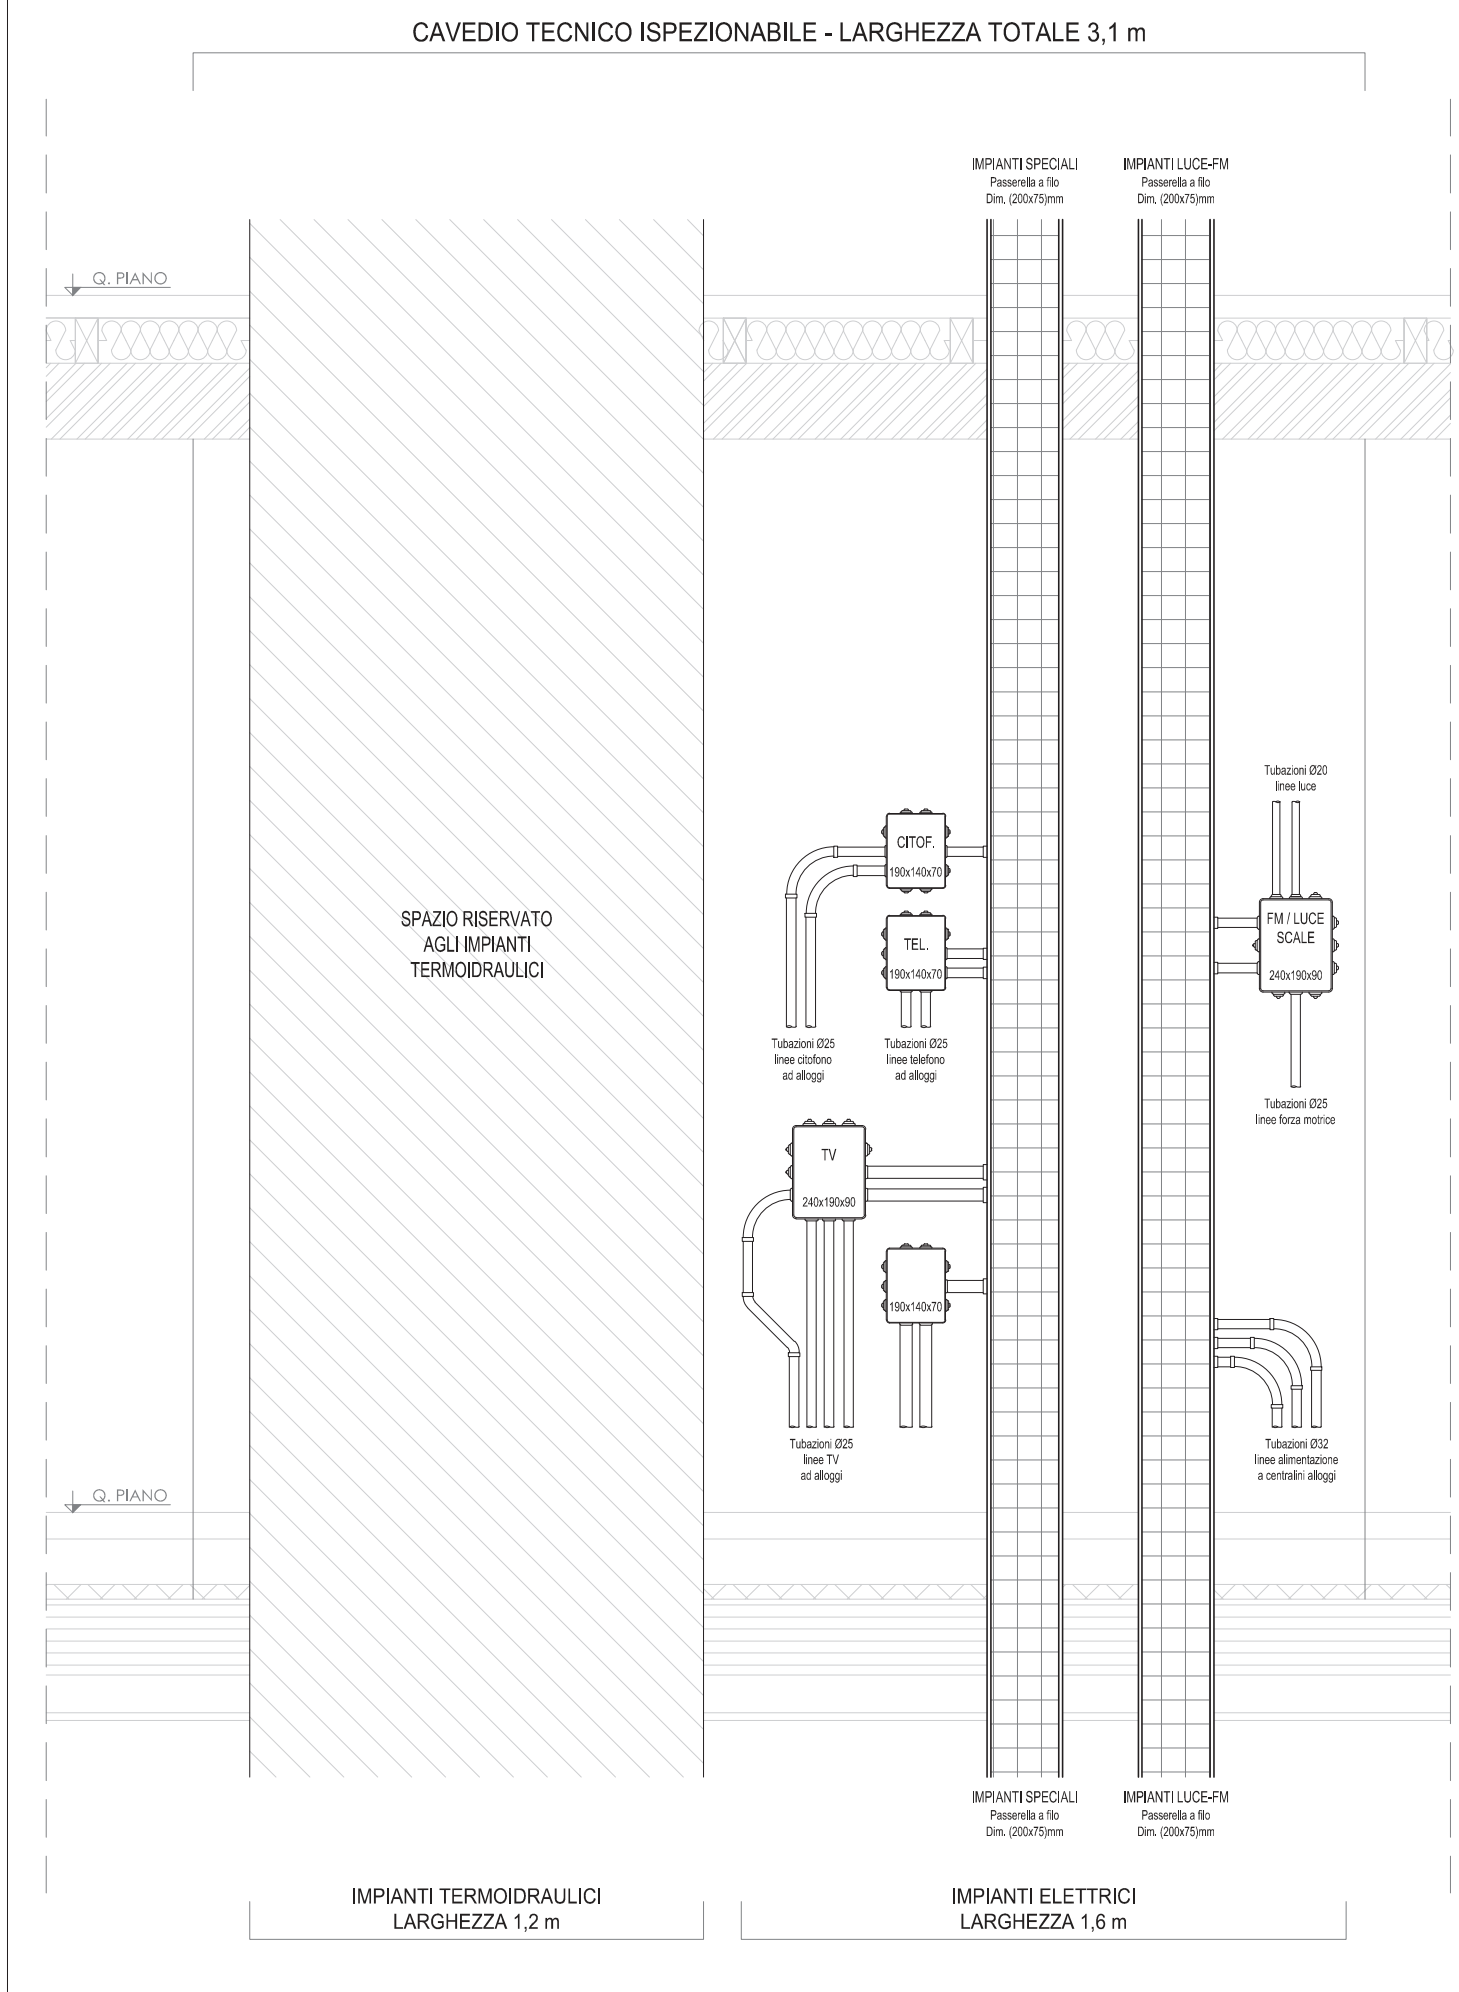 CAVEDIO TECNICO ISPEZIONABILE - LARGHEZZA TOTALE 3,1 m
IMPIANTI SPECIALI
Passerella a filo
Dim. (200x75)mm
IMPIANTI LUCE-FM
Passerella a filo
Dim. (200x75)mm
Q. PIANO
Tubazioni Ø20
linee luce
CITOF.
190x140x70
SPAZIO RISERVATO
AGLI IMPIANTI
TERMOIDRAULICI
TEL.
190x140x70
FM / LUCE
SCALE
240x190x90
Tubazioni Ø25
linee citofono
ad alloggi
Tubazioni Ø25
linee telefono
ad alloggi
Tubazioni Ø25
linee forza motrice
TV
240x190x90
190x140x70
Tubazioni Ø25
linee TV
ad alloggi
Tubazioni Ø32
linee alimentazione
a centralini alloggi
Q. PIANO
IMPIANTI SPECIALI
Passerella a filo
Dim. (200x75)mm
IMPIANTI LUCE-FM
Passerella a filo
Dim. (200x75)mm
IMPIANTI TERMOIDRAULICI
LARGHEZZA 1,2 m
IMPIANTI ELETTRICI
LARGHEZZA 1,6 m